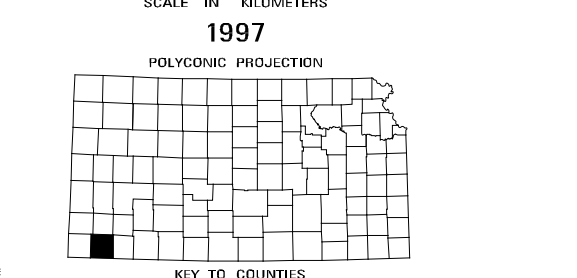 SCALE IN KILOMETERS
1997
POLYCONIC PROJECTION
KEY TO COUNTIES